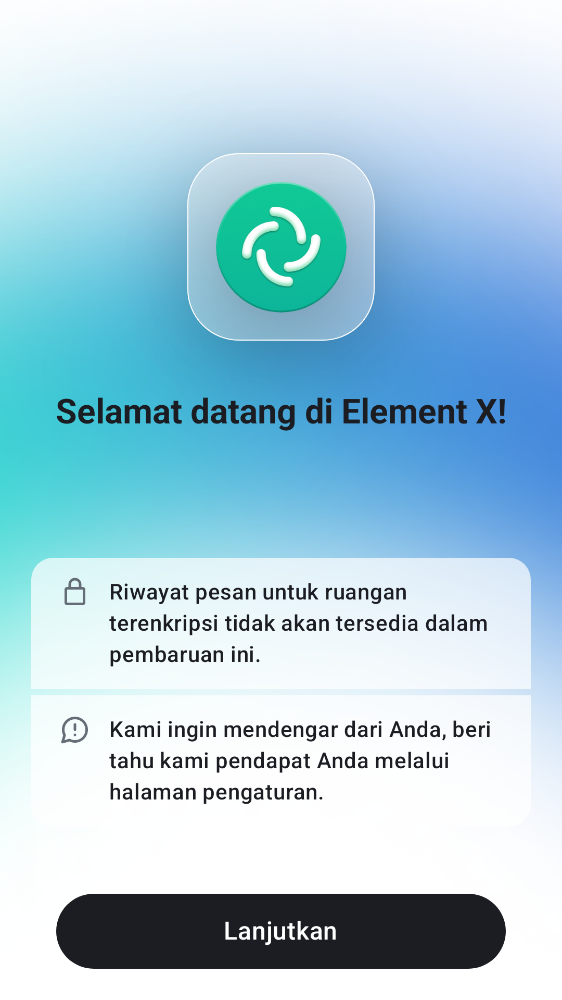 Selamat datang di Element X!
Riwayat pesan untuk ruangan
terenkripsi tidak akan tersedia dalam
pembaruan ini.
Kami ingin mendengar dari Anda, beri
tahu kami pendapat Anda melalui
halaman pengaturan.
Lanjutkan